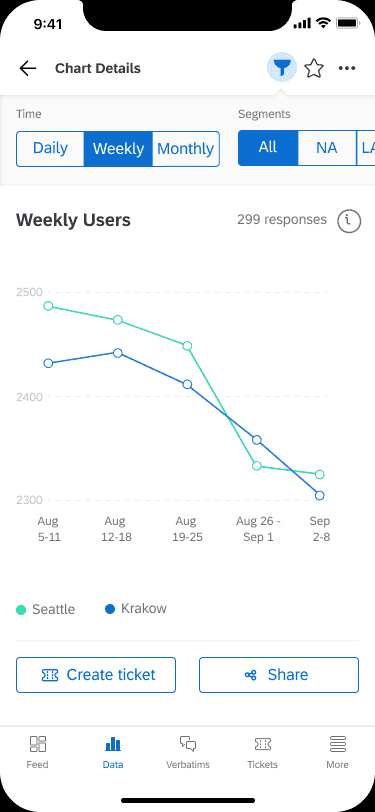 9:41
Chart Details
Time
Segments
Daily
Weekly
Monthly
All
NA
LA
Weekly Users
299 responses
i
2500
2400
2300
Aug
5-11
Aug
12-18
Aug
19-25
Aug 26 -
Sep 1
Sep
2-8
Seattle
Krakow
Create ticket
Share
Feed
Data
Verbatims
Tickets
More